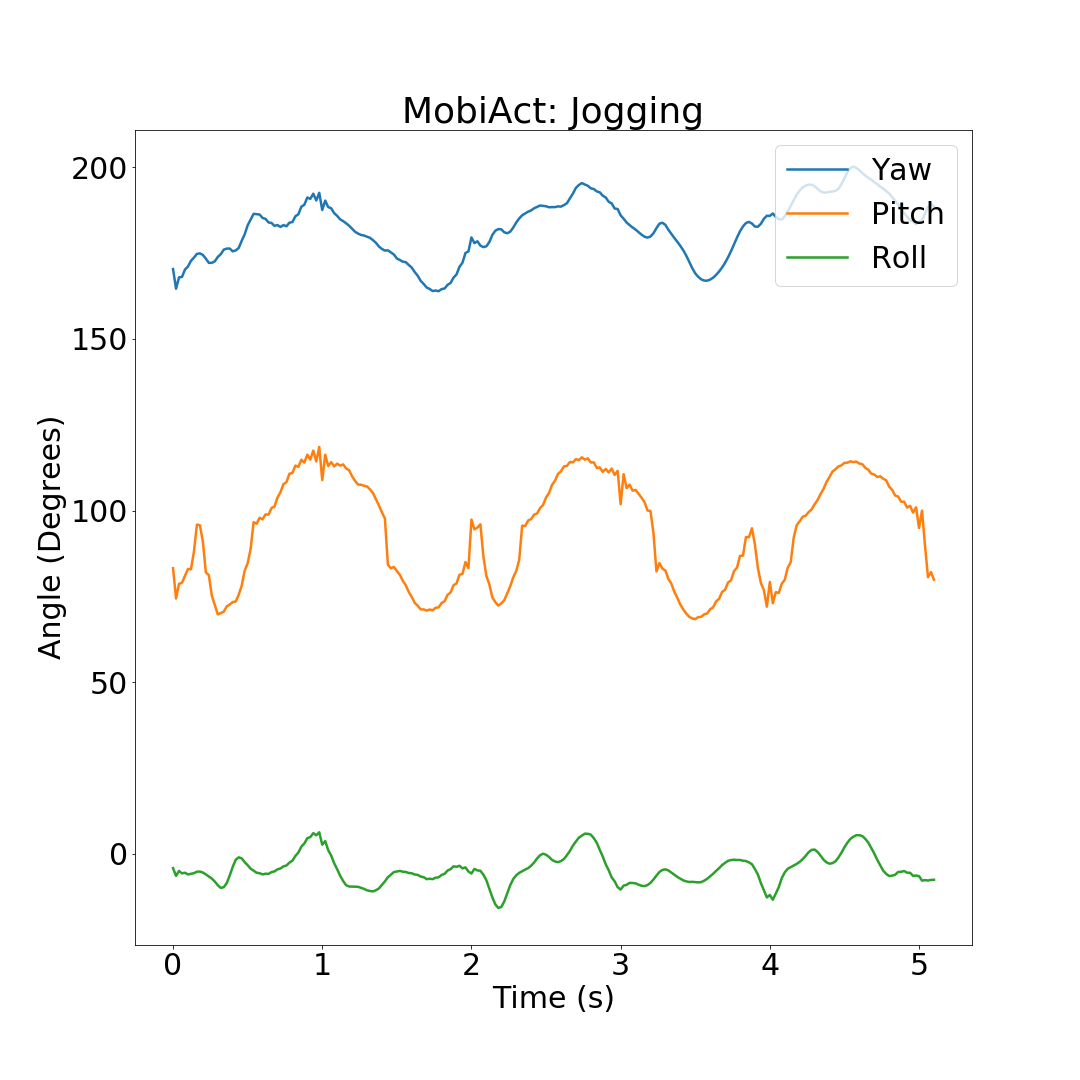 MobiAct: Jogging
Yaw
Pitch
Roll
200
150
100
50
0
Angle (Degrees)
0 1 2 3 4 5
Time (s)